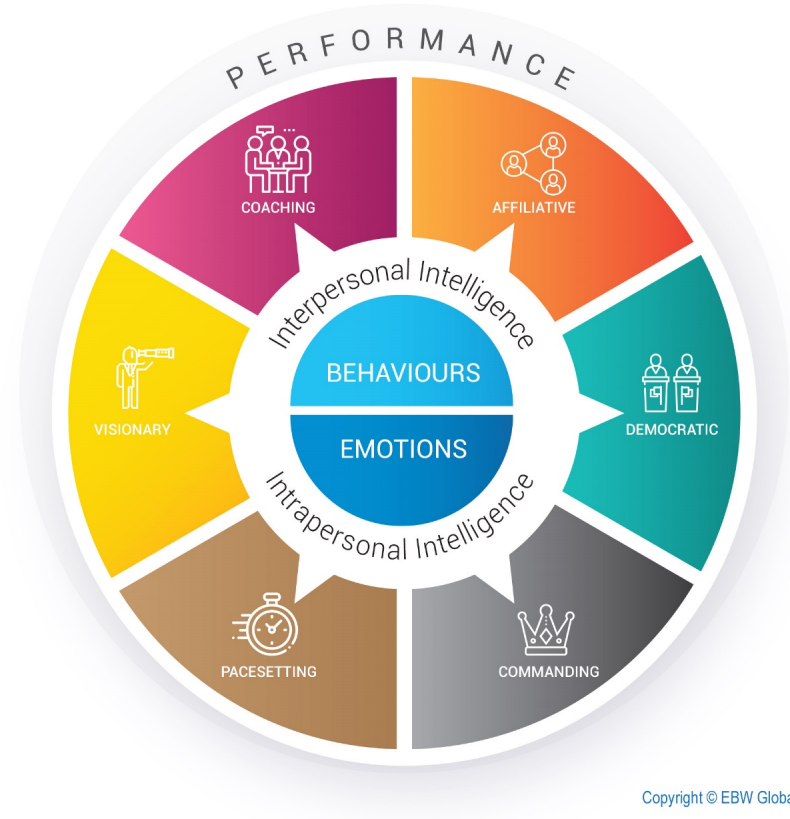 PERFORMANCE
COACHING
AFFILIATIVE
Interpersonal Intelligence
BEHAVIOURS
VISIONARY
DEMOCRATIC
EMOTIONS
Intrapersonal Intelligence
PACESETTING
COMMANDING
Copyright © EBW Globa